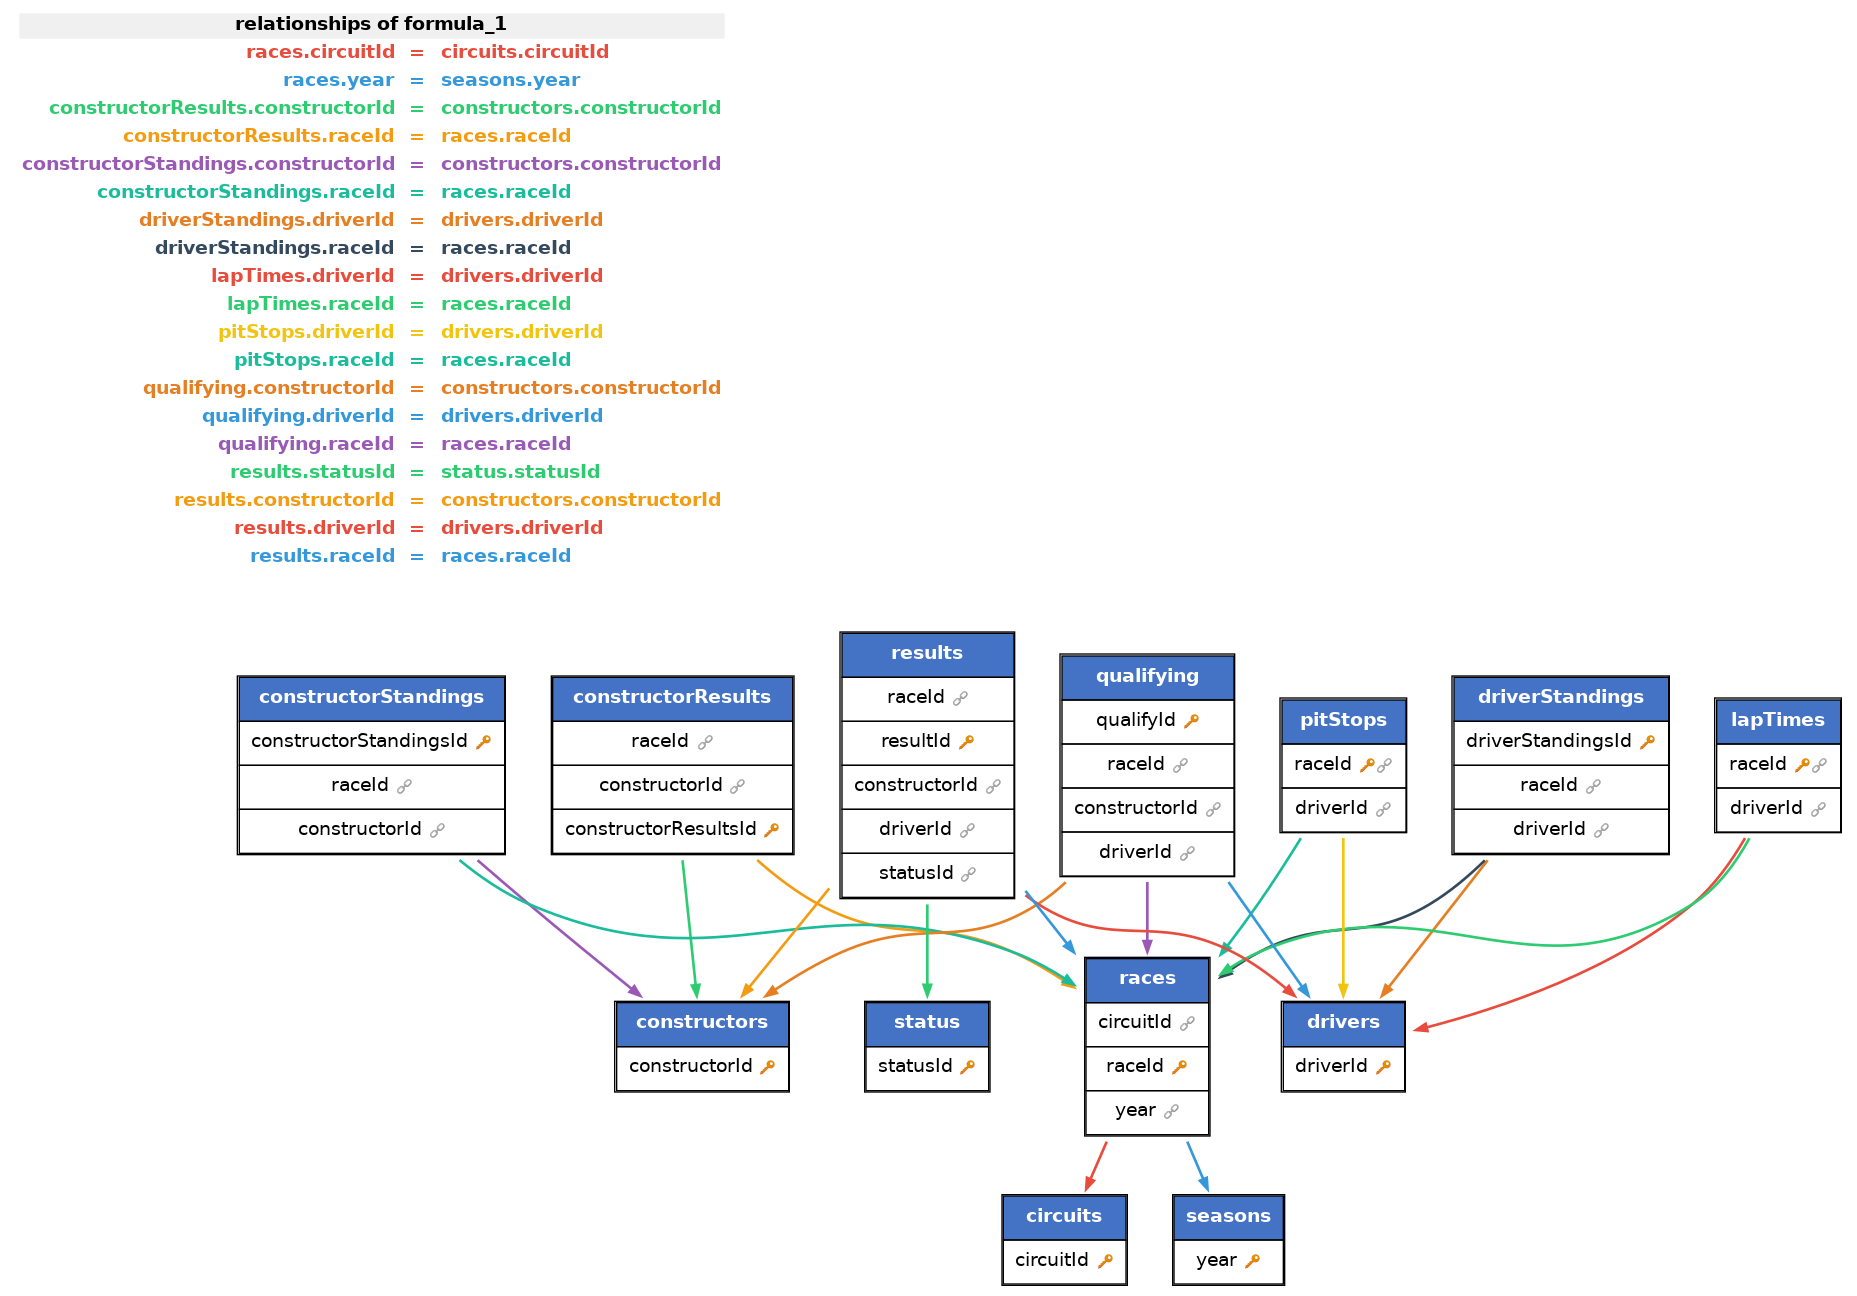 relationships of formula_1
races.circuitId = circuits.circuitId
races.year = seasons.year
constructorResults.constructorId = constructors.constructorId
constructorResults.raceId = races.raceId
constructorStandings.constructorId = constructors.constructorId
constructorStandings.raceId = races.raceId
driverStandings.driverId = drivers.driverId
driverStandings.raceId = races.raceId
lapTimes.driverId = drivers.driverId
lapTimes.raceId = races.raceId
pitStops.driverId = drivers.driverId
pitStops.raceId = races.raceId
qualifying.constructorId = constructors.constructorId
qualifying.driverId = drivers.driverId
qualifying.raceId = races.raceId
results.statusId = status.statusId
results.constructorId = constructors.constructorId
results.driverId = drivers.driverId
results.raceId = races.raceId
constructorStandings
constructorStandingsId
raceId
constructorId
constructorResults
raceId
constructorId
constructorResultsId
results
raceId
resultId
constructorId
driverId
statusId
qualifying
qualifyId
raceId
constructorId
driverId
pitStops
raceId
driverId
driverStandings
driverStandingsId
raceId
driverId
lapTimes
raceId
driverId
constructors
constructorId
status
statusId
races
circuitId
raceId
year
drivers
driverId
circuits
circuitId
seasons
year